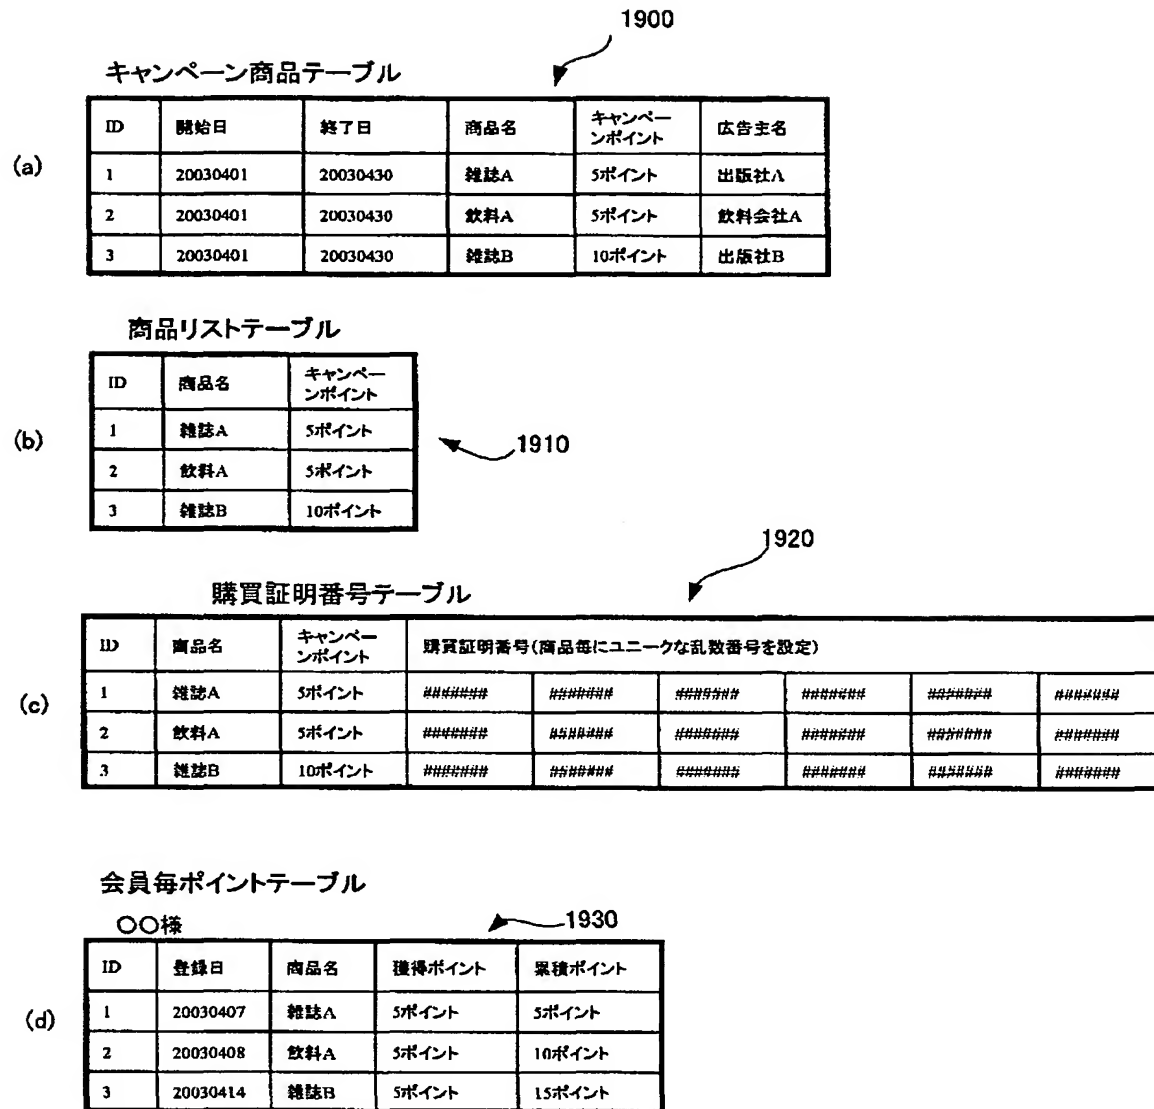 1900
キャンペーン商品テーブル
(a)
ID 開始日 終了日 商品名 キャンペー 広告主名
ンポイント
1 20030401 20030430 雑誌A 5ポイント 出版社A
2 20030401 20030430 飲料A 5ポイント 飲料会社A
3 20030401 20030430 雑誌B 10ポイント 出版社B
商品リストテーブル
(b)
ID 商品名 キャンペー
ンポイント
1 雑誌A 5ポイント
2 飲料A 5ポイント
3 雑誌B 10ポイント
1910
1920
購買証明番号テーブル
(c)
ID 商品名 キャンペー 購買証明番号(商品毎にユニークな乱数番号を設定)
ンポイント
1 雑誌A 5ポイント ####### ####### ####### ####### ####### #######
2 飲料A 5ポイント ####### ####### ####### ####### ####### #######
3 雑誌B 10ポイント ####### ####### ####### ####### ####### #######
会員毎ポイントテーブル
〇〇様
1930
(d)
ID 登録日 商品名 獲得ポイント 累積ポイント
1 20030407 雑誌A 5ポイント 5ポイント
2 20030408 飲料A 5ポイント 10ポイント
3 20030414 雑誌B 5ポイント 15ポイント